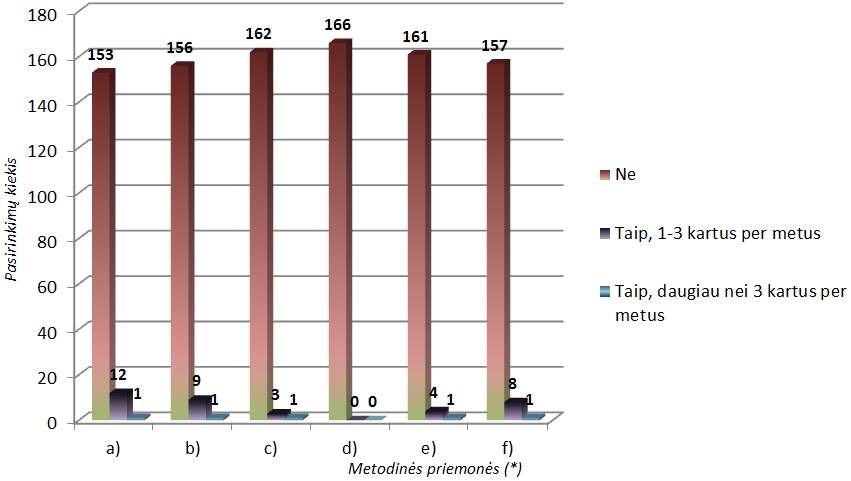 180
160
140
120
100
80
60
40
20
0
Pasirinkimų kiekis
153
156
162
166
161
157
12
1
9
1
3
1
0
0
4
1
8
1
a)
b)
c)
d)
e)
f)
Metodinės priemonės (*)
Ne
Taip, 1-3 kartus per metus
Taip, daugiau nei 3 kartus per
metus